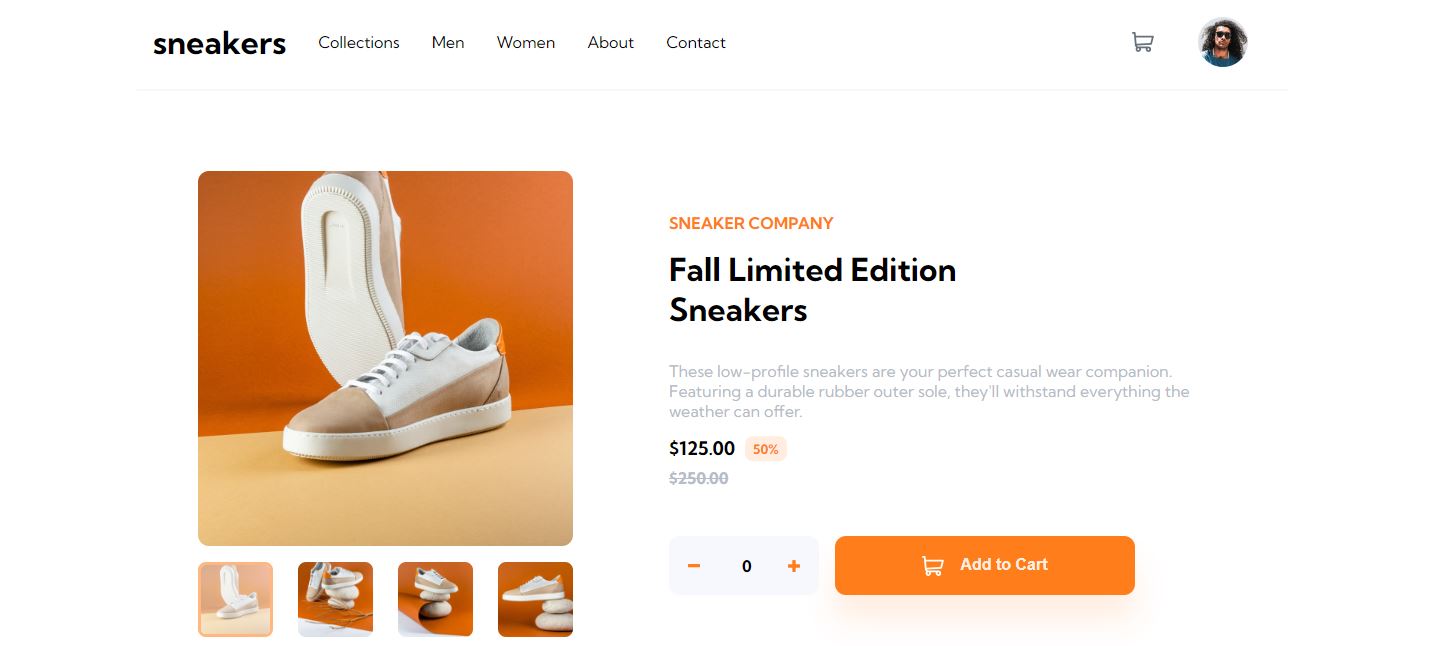 sneakers
Collections
Men
Women
About
Contact
SNEAKER COMPANY
Fall Limited Edition
Sneakers
These low-profile sneakers are your perfect casual wear companion.
Featuring a durable rubber outer sole, they'll withstand everything the
weather can offer.
$125.00 50%
$250.00
0
Add to Cart